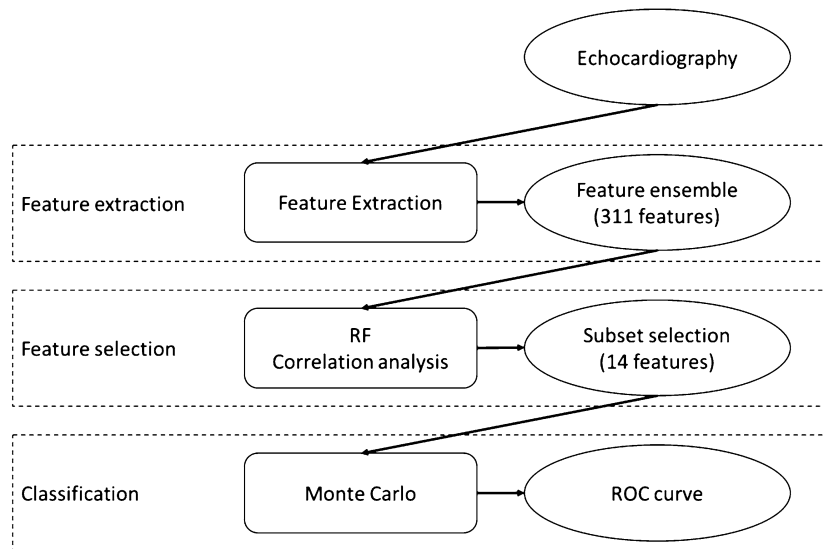 Echocardiography
Feature extraction
Feature Extraction
Feature ensemble
(311 features)
Feature selection
RF
Correlation analysis
Subset selection
(14 features)
Classification
Monte Carlo
ROC curve